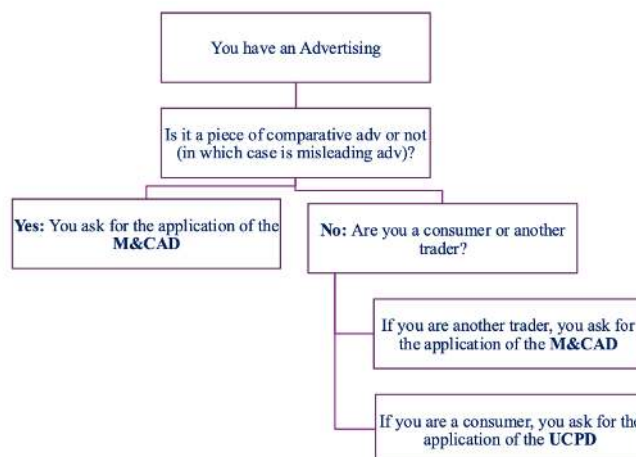 You have an Advertising
Is it a piece of comparative adv or not
(in which case is misleading adv)?
Yes: You ask for the application of the
M&CAD
No: Are you a consumer or another
trader?
If you are another trader, you ask for
the application of the M&CAD
If you are a consumer, you ask for the
application of the UCPD